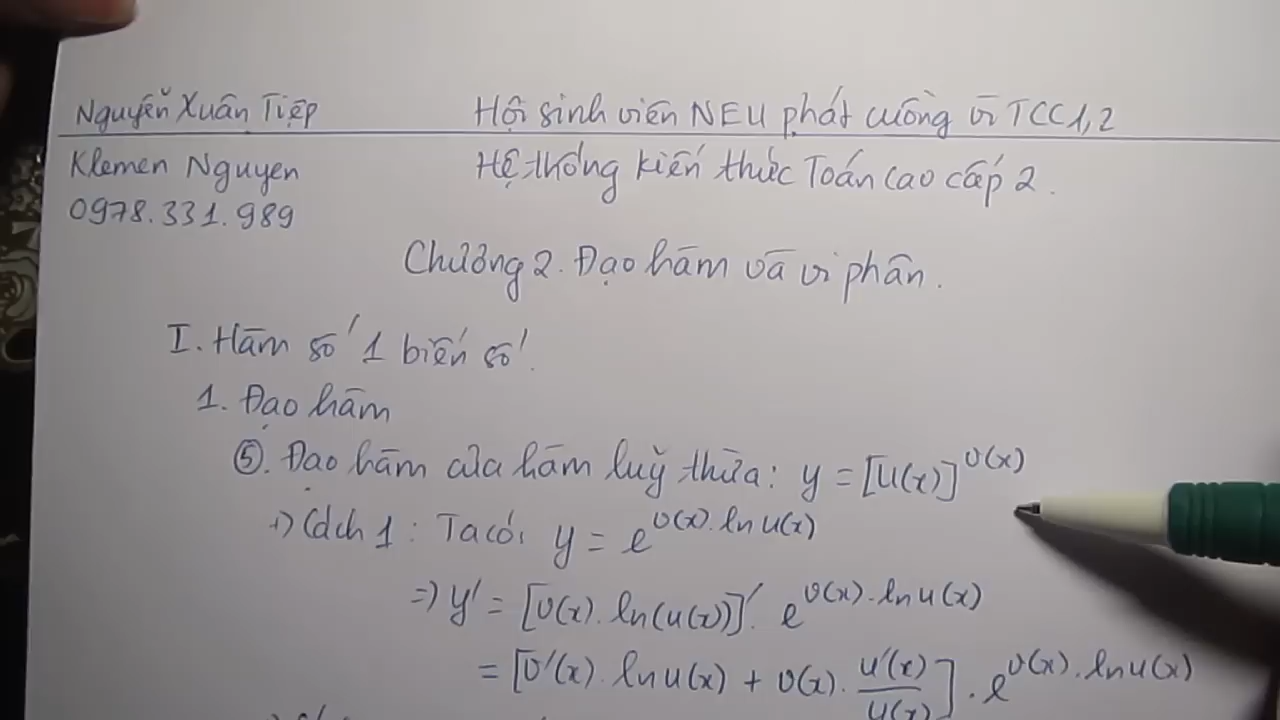 Nguyễn Xuân Tiệp
Hội sinh viên NEU phát cuồng vì TCC1,2
Klemen Nguyen
Hệ thống kiến thức Toán cao cấp 2.
0978.331.989
Chương 2. Đạo hàm và vi phân.
I. Hàm số 1 biến số.
1. Đạo hàm
⑤. Đạo hàm của hàm luỹ thừa: y = [U(x)]^υ(x)
+) Cách 1: Ta có: y = e^υ(x).ln u(x)
=> y' = [υ(x). ln(u(x))]'. e^υ(x).ln u(x)
= [υ'(x). ln u(x) + υ(x). u'(x)/u(x)]. e^υ(x).ln u(x)